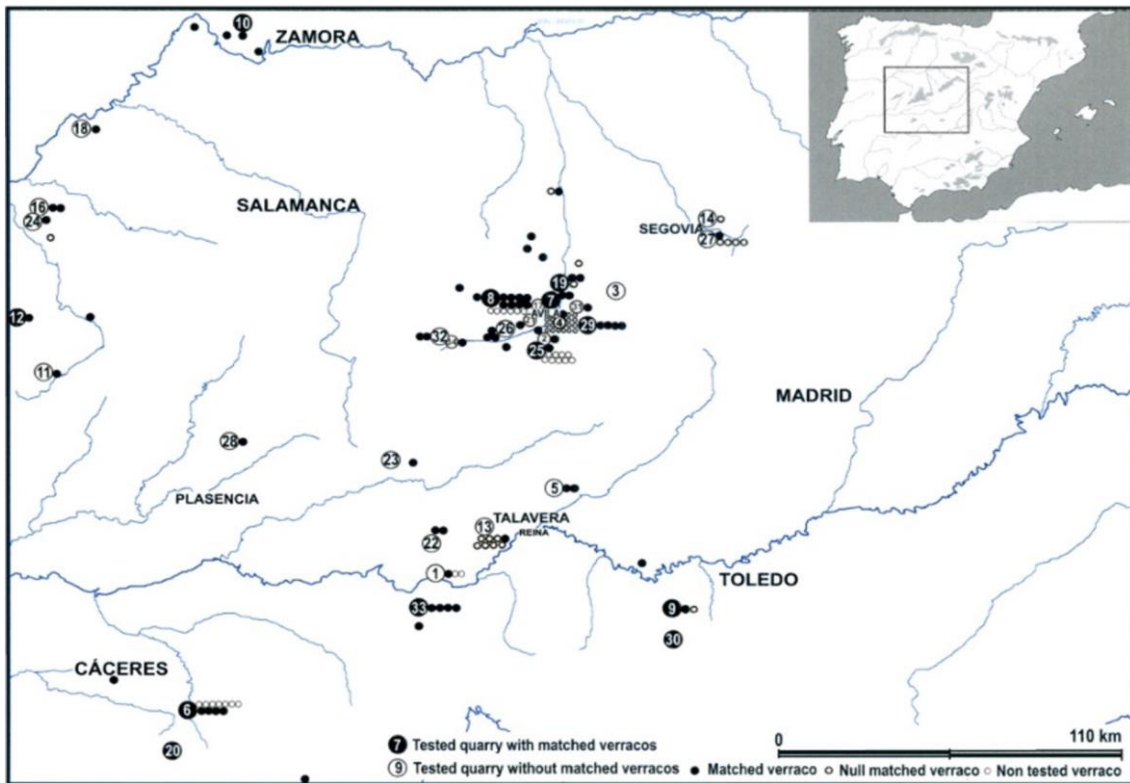 10
ZAMORA
18
16
24
SALAMANCA
14
SEGOVIA
27
19
3
8
7
12
AVILA
4
29
26
32
25
11
MADRID
28
23
PLASENCIA
5
13
TALAVERA
REINA
22
1
TOLEDO
33
9
30
CÁCERES
6
20
7 Tested quarry with matched verracos
110 km
9 Tested quarry without matched verracos
Matched verraco
Null matched verraco
Non tested verraco
0